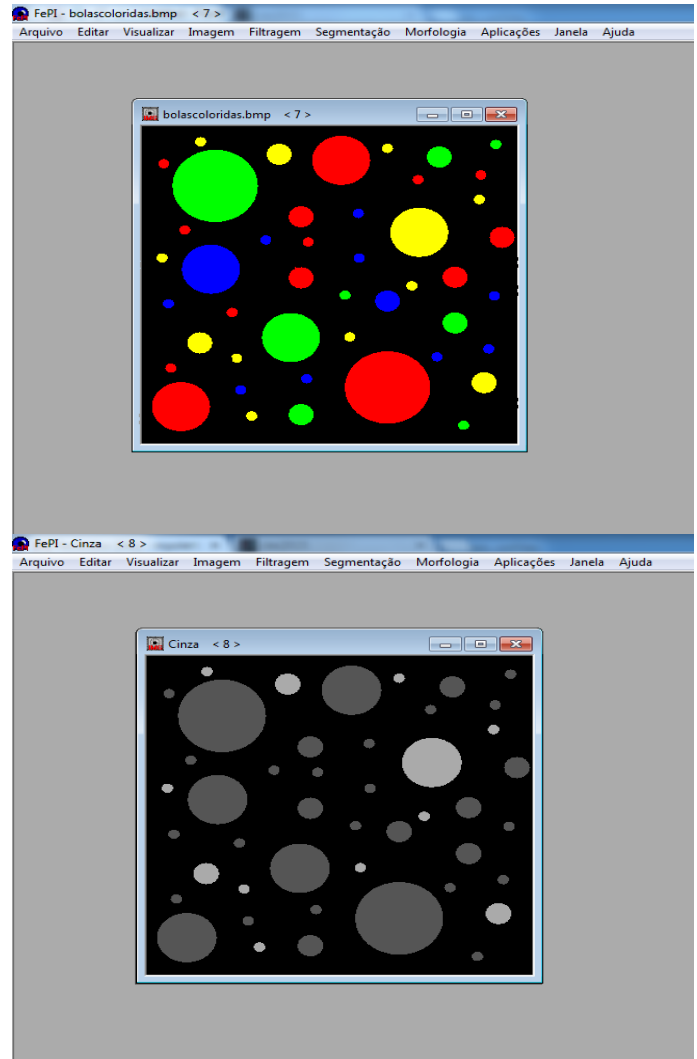 FePI - bolascoloridas.bmp < 7 >
Arquivo Editar Visualizar Imagem Filtragem Segmentação Morfologia Aplicações Janela Ajuda
bolascoloridas.bmp < 7 >
FePI - Cinza < 8 >
Arquivo Editar Visualizar Imagem Filtragem Segmentação Morfologia Aplicações Janela Ajuda
Cinza < 8 >